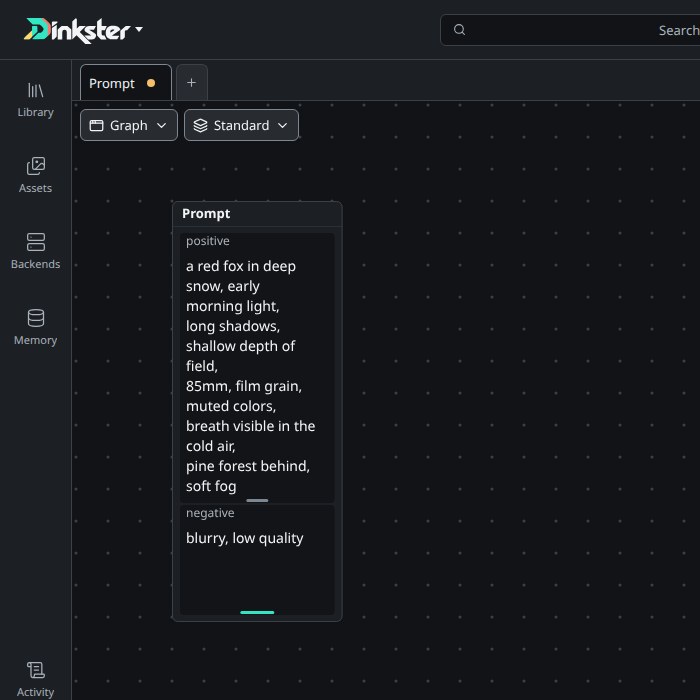 Dinkster
Search
Prompt
+
Library
Graph
Standard
Assets
Backends
Memory
Prompt
positive
a red fox in deep
snow, early
morning light,
long shadows,
shallow depth of
field,
85mm, film grain,
muted colors,
breath visible in the
cold air,
pine forest behind,
soft fog
negative
blurry, low quality
Activity